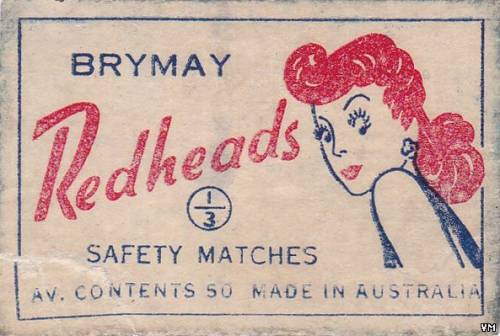 BRYMAY
Redheads
1/3
SAFETY MATCHES
AV. CONTENTS 50 MADE IN AUSTRALIA
VM